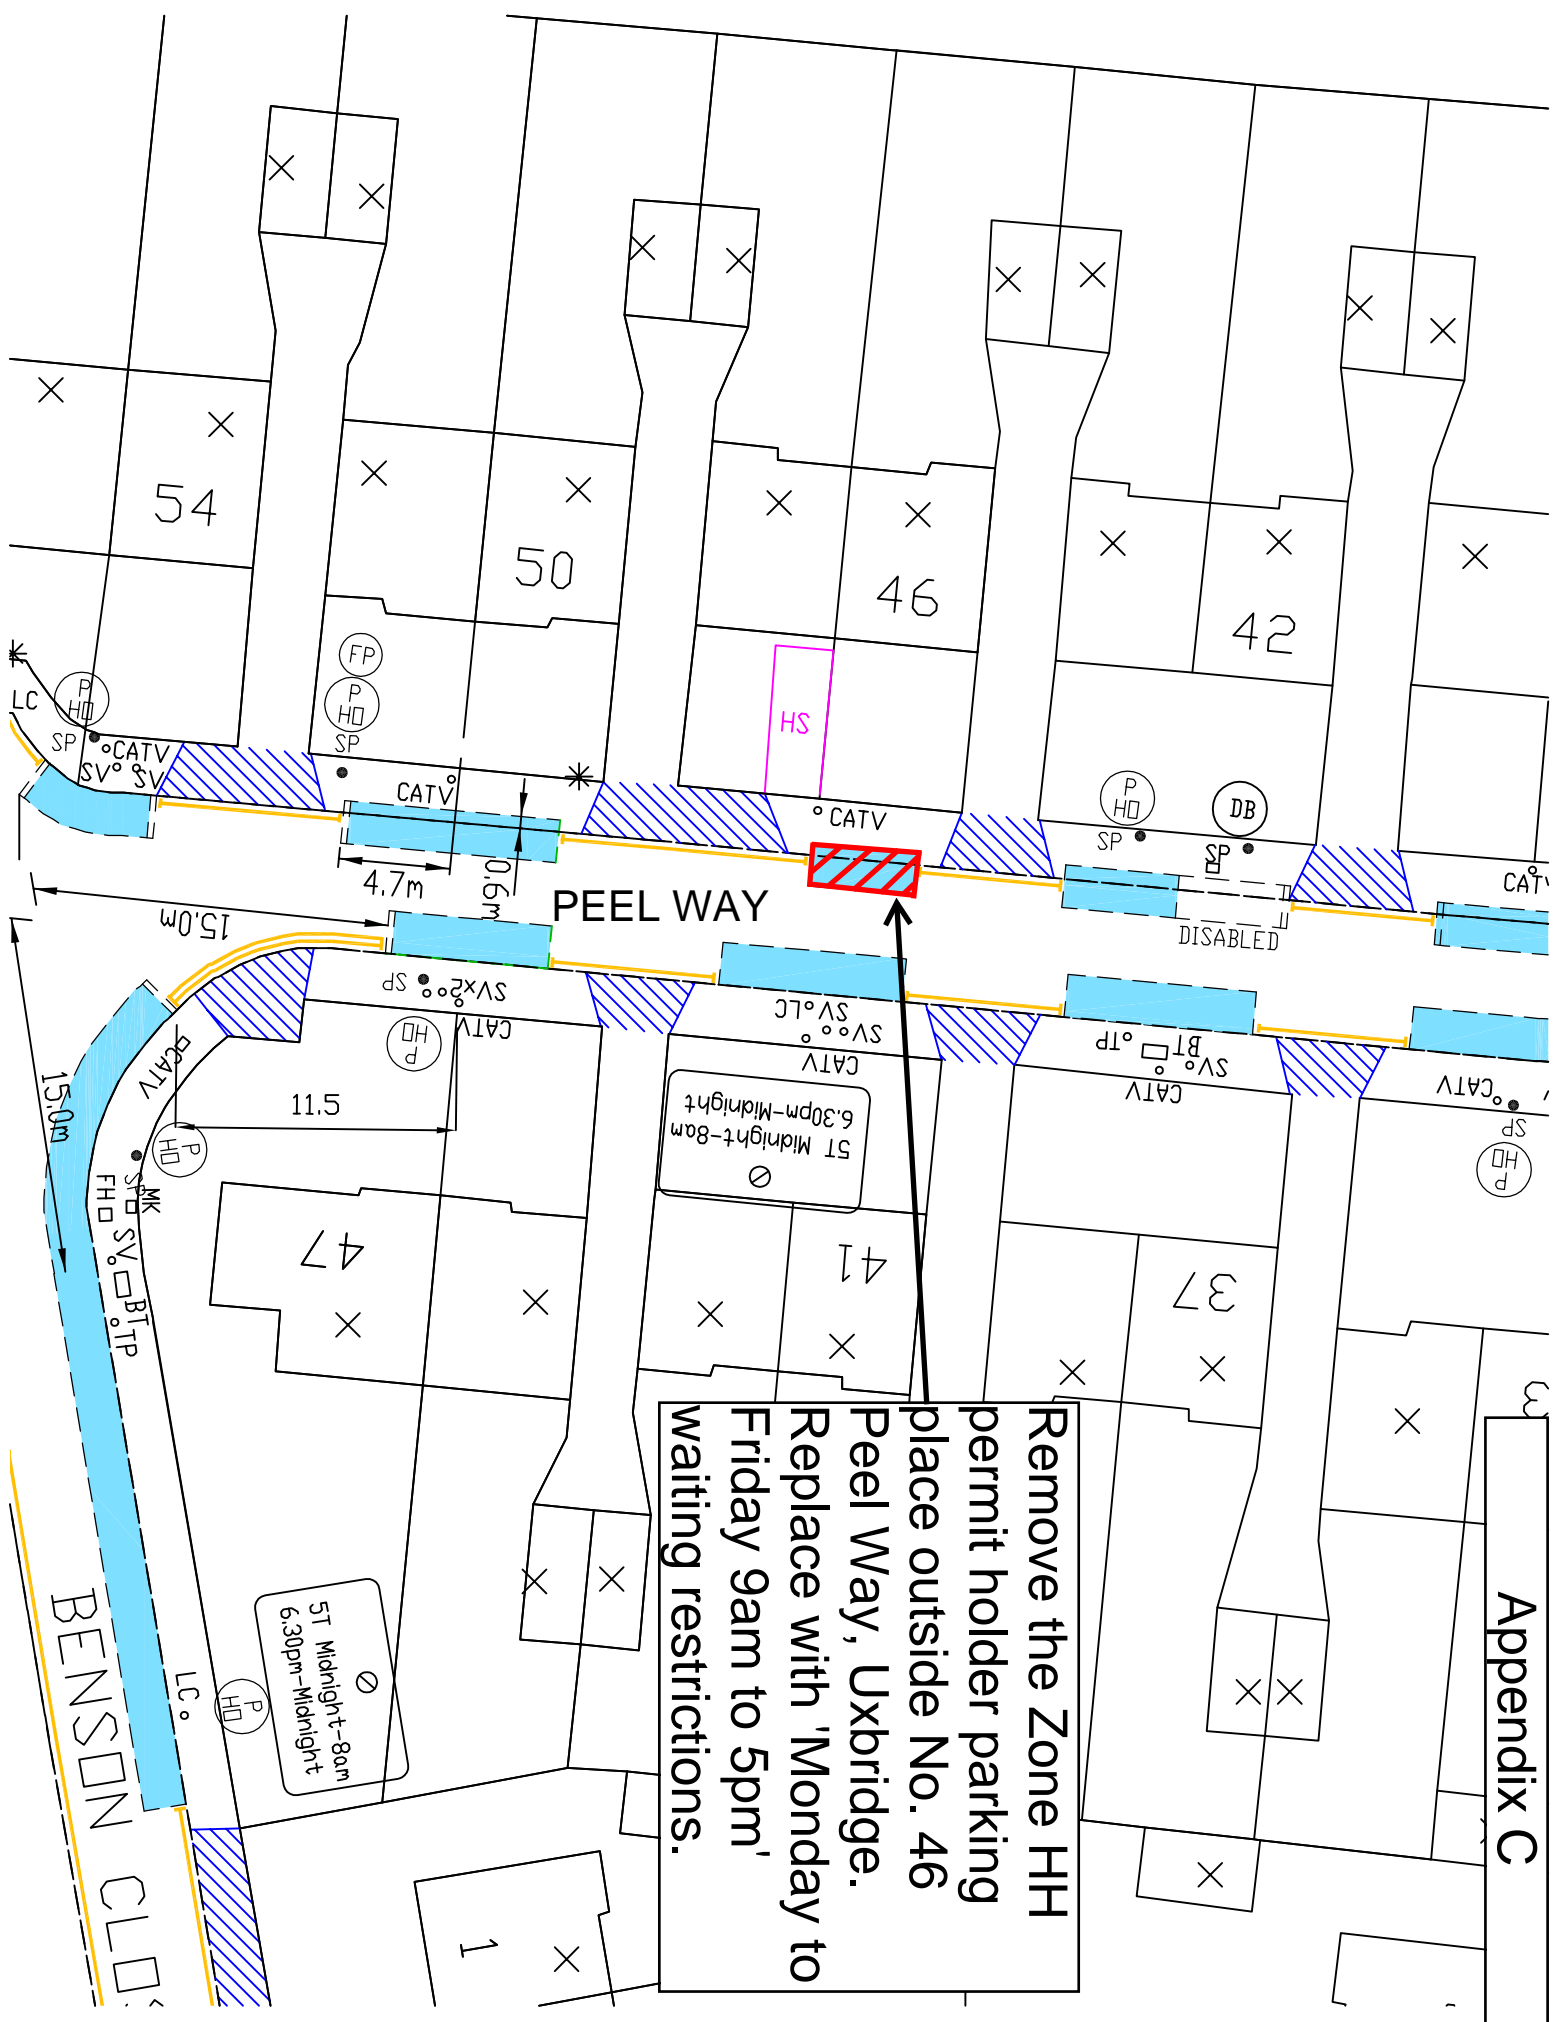 Appendix C
Remove the Zone HH
permit holder parking
place outside No. 46
Peel Way, Uxbridge.
Replace with 'Monday to
Friday 9am to 5pm'
waiting restrictions.
54
50
46
42
FP
P
HD
P
HD
LC
SP
CATV
SV
SV
SP
CATV
HS
CATV
P
HD
DB
SP
SP
CATV
4.7m
0.6m
PEEL WAY
DISABLED
15.0m
SP
SVx2
CATV
P
HD
SV LC
SV
CATV
TP
BT
SV
CATV
CATV
SP
P
HD
15.0m
CATV
11.5
P
HD
SP
MK
FH
SV
BT
TP
5T Midnight-8am
6.30pm-Midnight
47
41
37
3
5T Midnight-8am
6.30pm-Midnight
LC
P
HD
BENSON CLOS
1